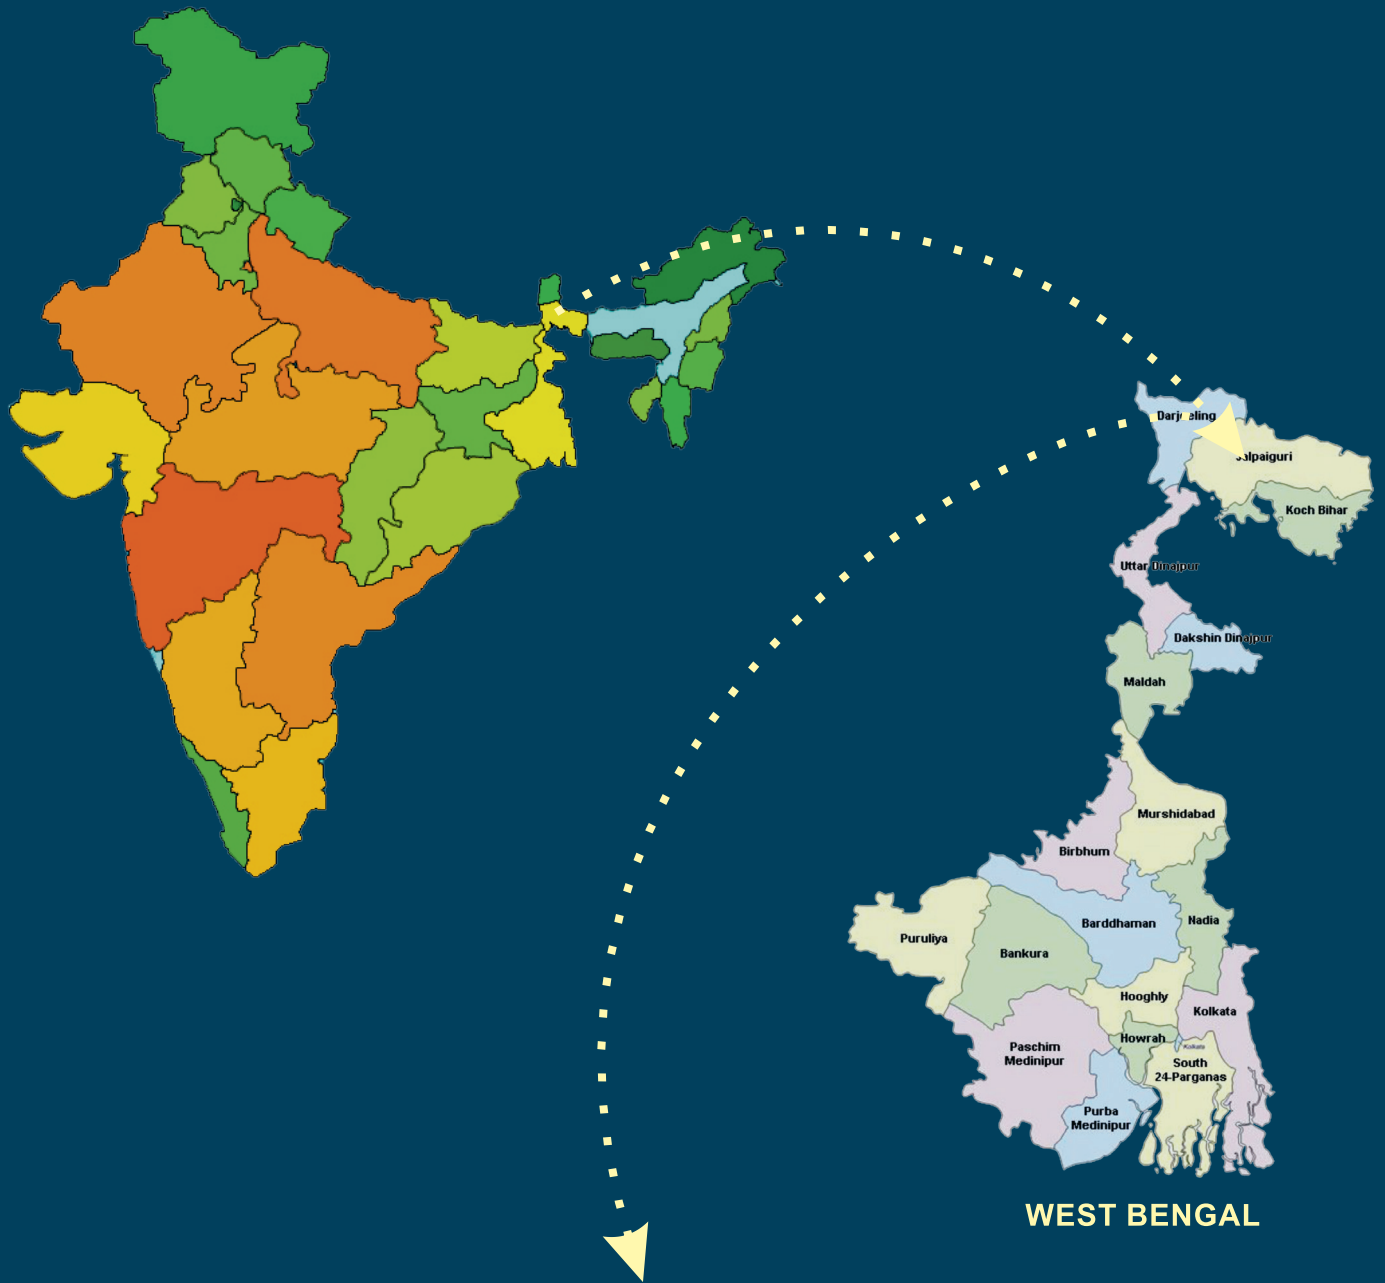 Darjeeling
Jalpaiguri
Koch Bihar
Uttar Dinajpur
Dakshin Dinajpur
Maldah
Murshidabad
Birbhum
Barddhaman
Nadia
Puruliya
Bankura
Hooghly
Kolkata
Howrah
Kolkata
Paschim
Medinipur
South
24-Parganas
Purba
Medinipur
WEST BENGAL